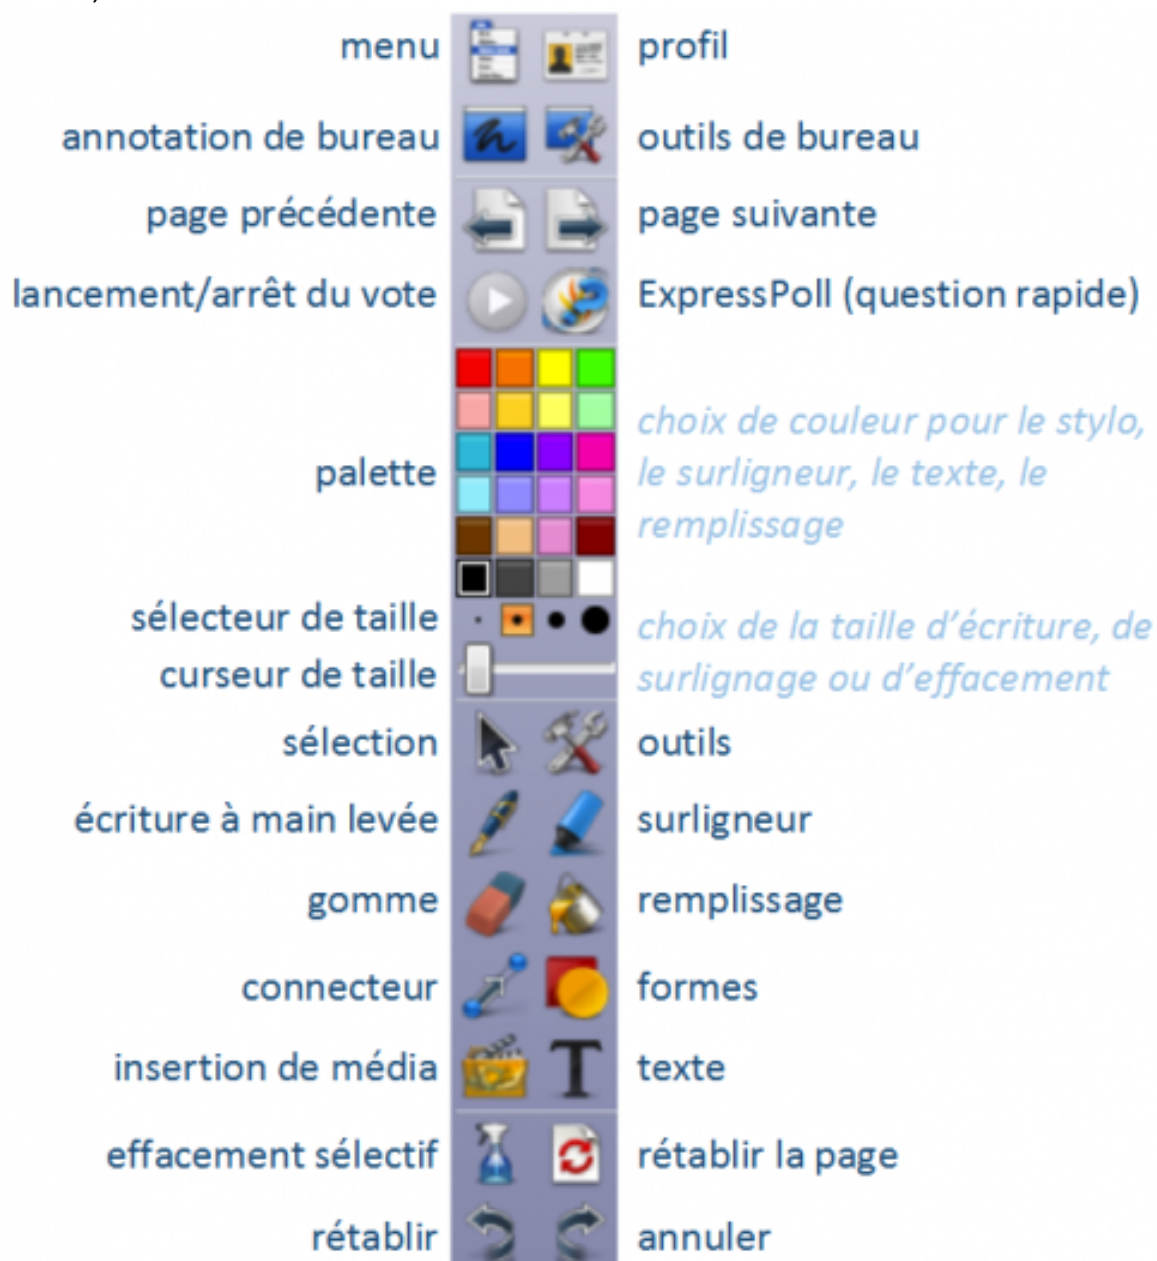 menu profil
annotation de bureau outils de bureau
page précédente page suivante
lancement/arrêt du vote ExpressPoll (question rapide)
palette
choix de couleur pour le stylo,
le surligneur, le texte, le
remplissage
sélecteur de taille
curseur de taille
choix de la taille d'écriture, de
surlignage ou d'effacement
sélection outils
écriture à main levée surligneur
gomme remplissage
connecteur formes
insertion de média texte
effacement sélectif rétablir la page
rétablir annuler